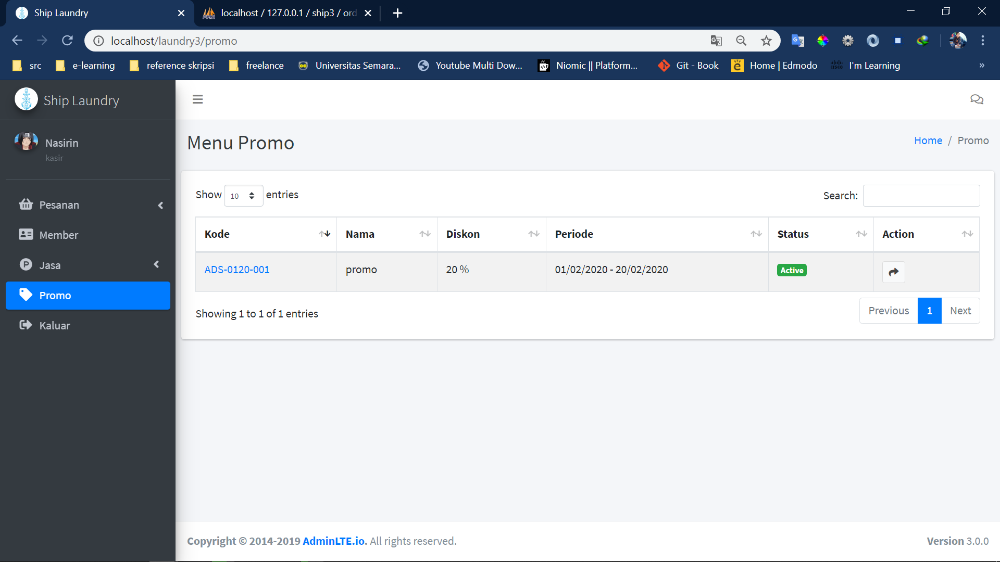 Ship Laundry
localhost / 127.0.0.1 / ship3 / ord
localhost/laundry3/promo
src
e-learning
reference skripsi
freelance
Universitas Semara...
Youtube Multi Dow...
Niomic || Platform...
Git - Book
Home | Edmodo
I'm Learning
»
Ship Laundry
Nasirin
kasir
Pesanan
Member
Jasa
Promo
Kaluar
Menu Promo
Home / Promo
Show 10 entries
Search:
Kode Nama Diskon Periode Status Action
ADS-0120-001 promo 20 % 01/02/2020 - 20/02/2020 Active
Showing 1 to 1 of 1 entries
Previous 1 Next
Copyright © 2014-2019 AdminLTE.io. All rights reserved.
Version 3.0.0